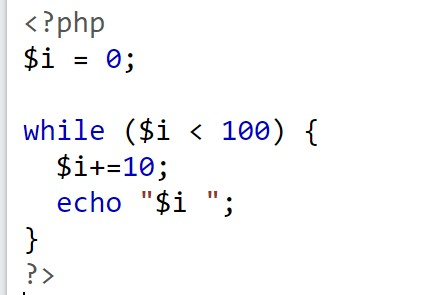 <?php
$i = 0;

while ($i < 100) {
  $i+=10;
  echo "$i ";
}
?>